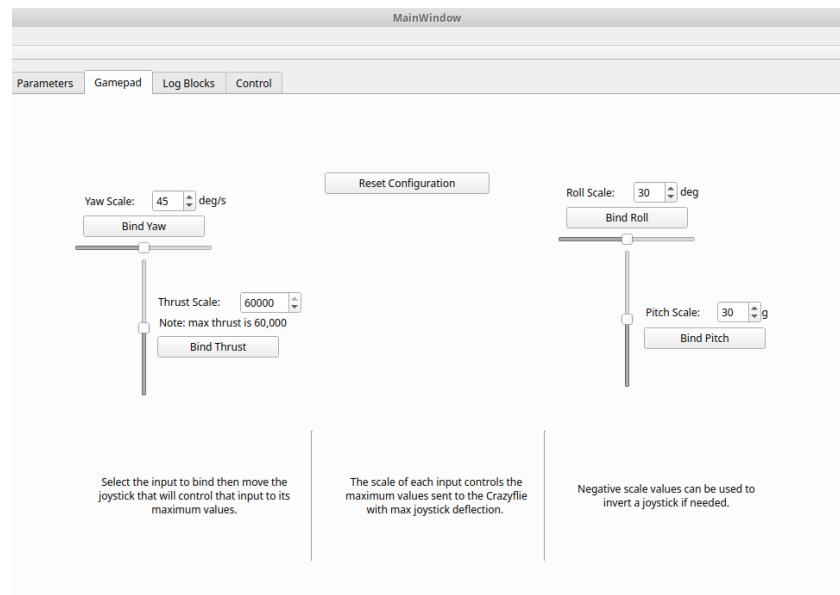 MainWindow
Parameters
Gamepad
Log Blocks
Control
Reset Configuration
Yaw Scale: 45 deg/s
Bind Yaw
Thrust Scale: 60000
Note: max thrust is 60,000
Bind Thrust
Roll Scale: 30 deg
Bind Roll
Pitch Scale: 30 g
Bind Pitch
Select the input to bind then move the
joystick that will control that input to its
maximum values.
The scale of each input controls the
maximum values sent to the Crazyflie
with max joystick deflection.
Negative scale values can be used to
invert a joystick if needed.